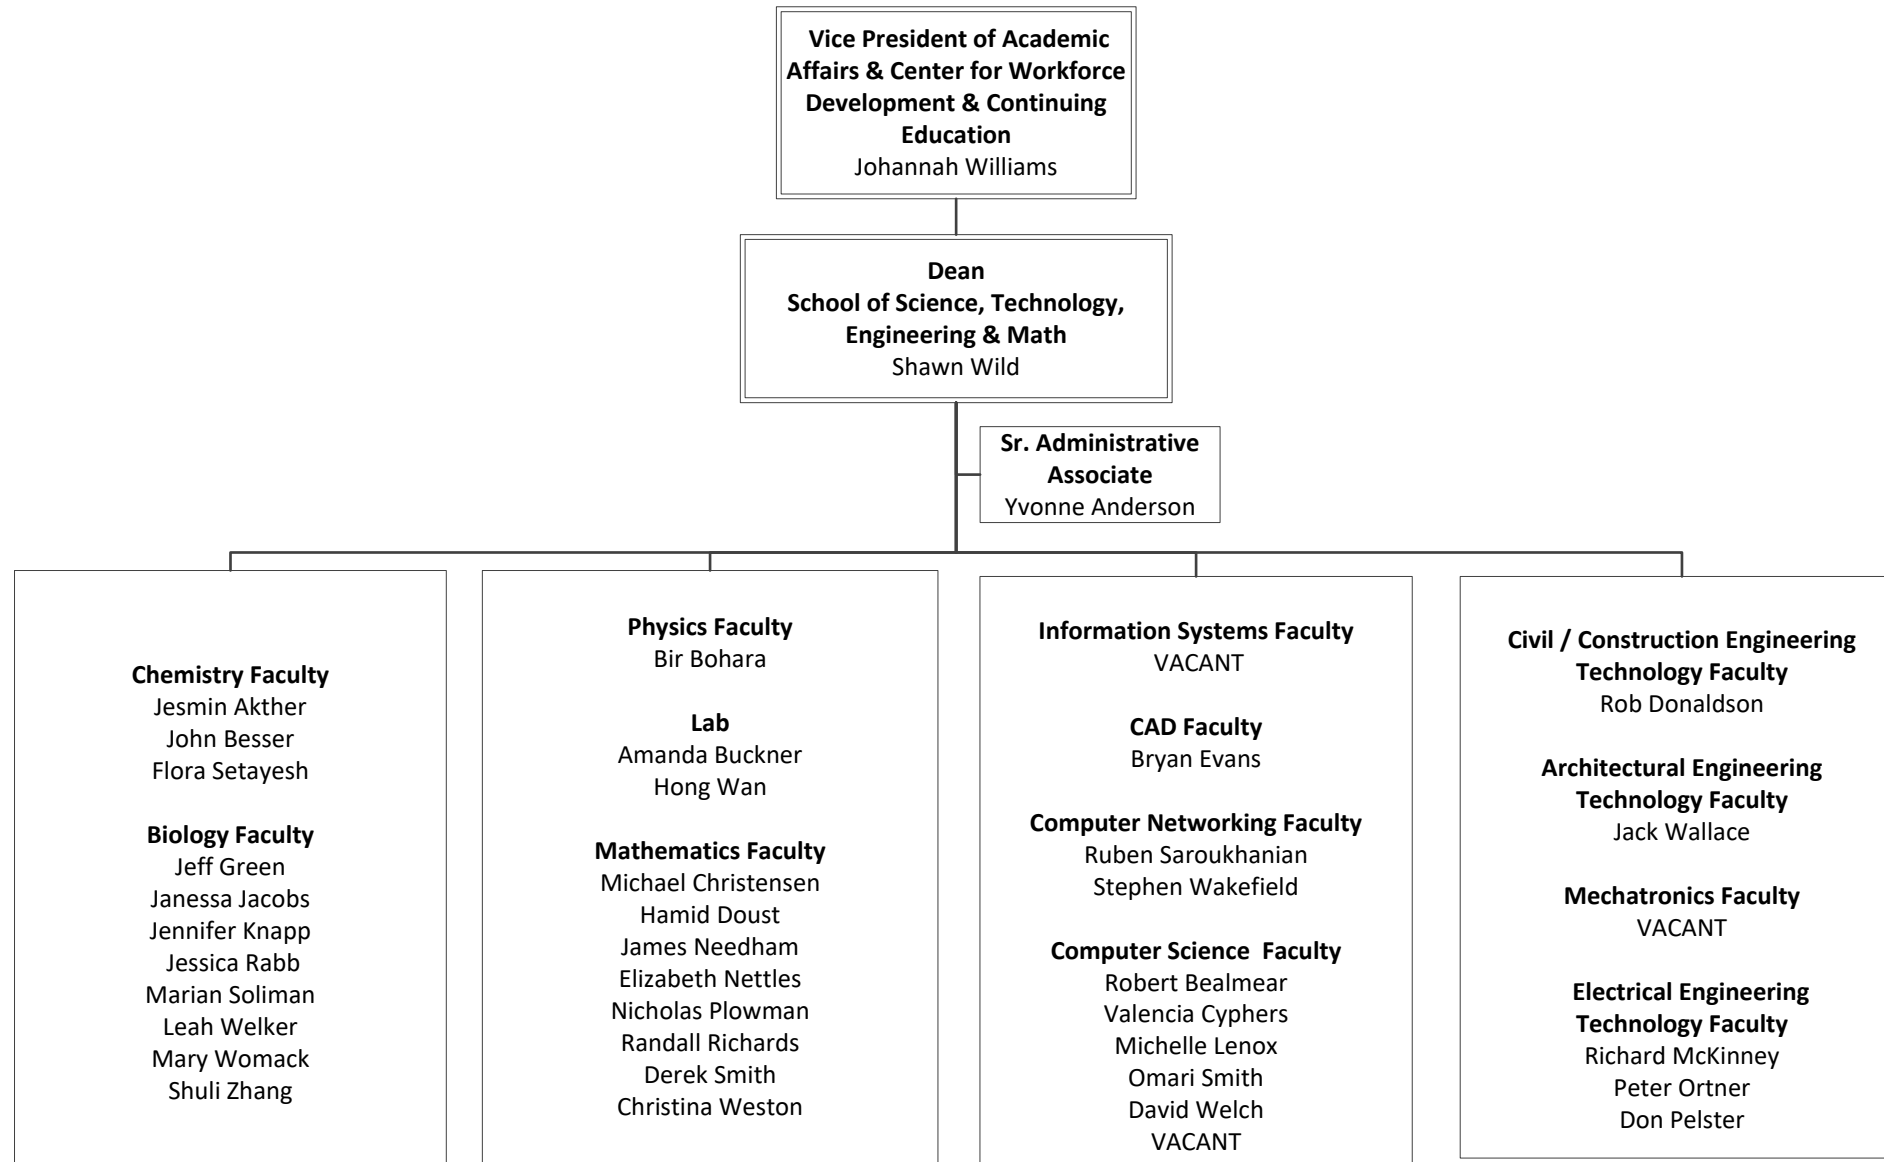 Vice President of Academic
Affairs & Center for Workforce
Development & Continuing
Education
Johannah Williams
Dean
School of Science, Technology,
Engineering & Math
Shawn Wild
Sr. Administrative
Associate
Yvonne Anderson
Chemistry Faculty
Jesmin Akther
John Besser
Flora Setayesh
Biology Faculty
Jeff Green
Janessa Jacobs
Jennifer Knapp
Jessica Rabb
Marian Soliman
Leah Welker
Mary Womack
Shuli Zhang
Physics Faculty
Bir Bohara
Lab
Amanda Buckner
Hong Wan
Mathematics Faculty
Michael Christensen
Hamid Doust
James Needham
Elizabeth Nettles
Nicholas Plowman
Randall Richards
Derek Smith
Christina Weston
Information Systems Faculty
VACANT
CAD Faculty
Bryan Evans
Computer Networking Faculty
Ruben Saroukhanian
Stephen Wakefield
Computer Science  Faculty
Robert Bealmear
Valencia Cyphers
Michelle Lenox
Omari Smith
David Welch
VACANT
Civil / Construction Engineering
Technology Faculty
Rob Donaldson
Architectural Engineering
Technology Faculty
Jack Wallace
Mechatronics Faculty
VACANT
Electrical Engineering
Technology Faculty
Richard McKinney
Peter Ortner
Don Pelster